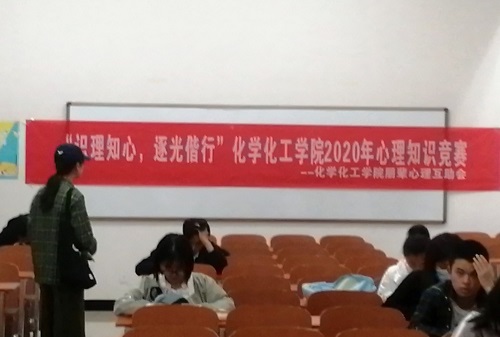 “识理知心，逐光偕行”化学化工学院2020年心理知识竞赛
--化学化工学院朋辈心理互助会